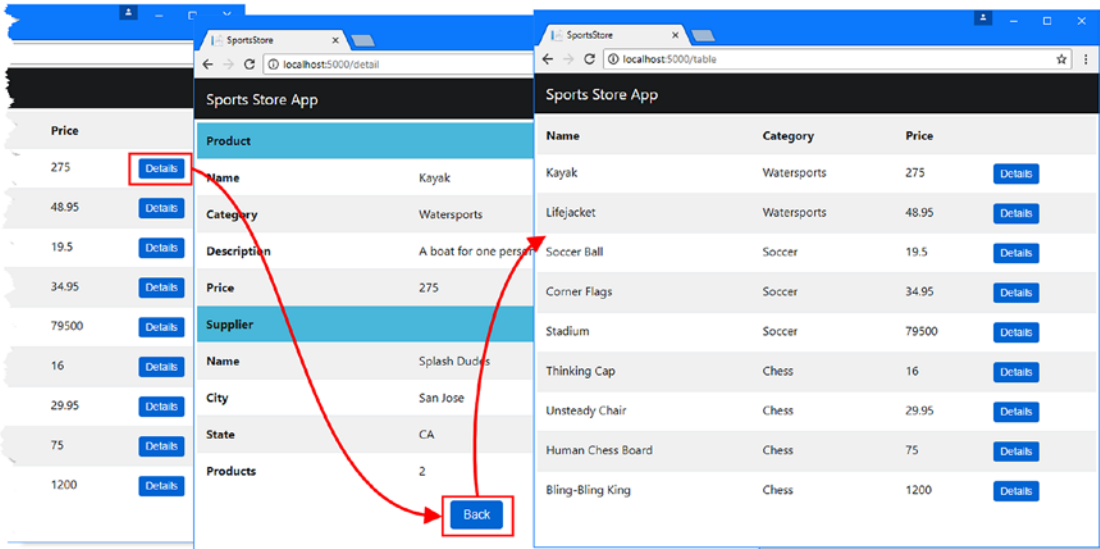 Price
275 Details
48.95 Details
19.5 Details
34.95 Details
79500 Details
16 Details
29.95 Details
75 Details
1200 Details
SportsStore
localhost:5000/detail
Sports Store App
Product
Name Kayak
Category Watersports
Description A boat for one person
Price 275
Supplier
Name Splash Dudes
City San Jose
State CA
Products 2
Back
SportsStore
localhost:5000/table
Sports Store App
Name Category Price
Kayak Watersports 275 Details
Lifejacket Watersports 48.95 Details
Soccer Ball Soccer 19.5 Details
Corner Flags Soccer 34.95 Details
Stadium Soccer 79500 Details
Thinking Cap Chess 16 Details
Unsteady Chair Chess 29.95 Details
Human Chess Board Chess 75 Details
Bling-Bling King Chess 1200 Details